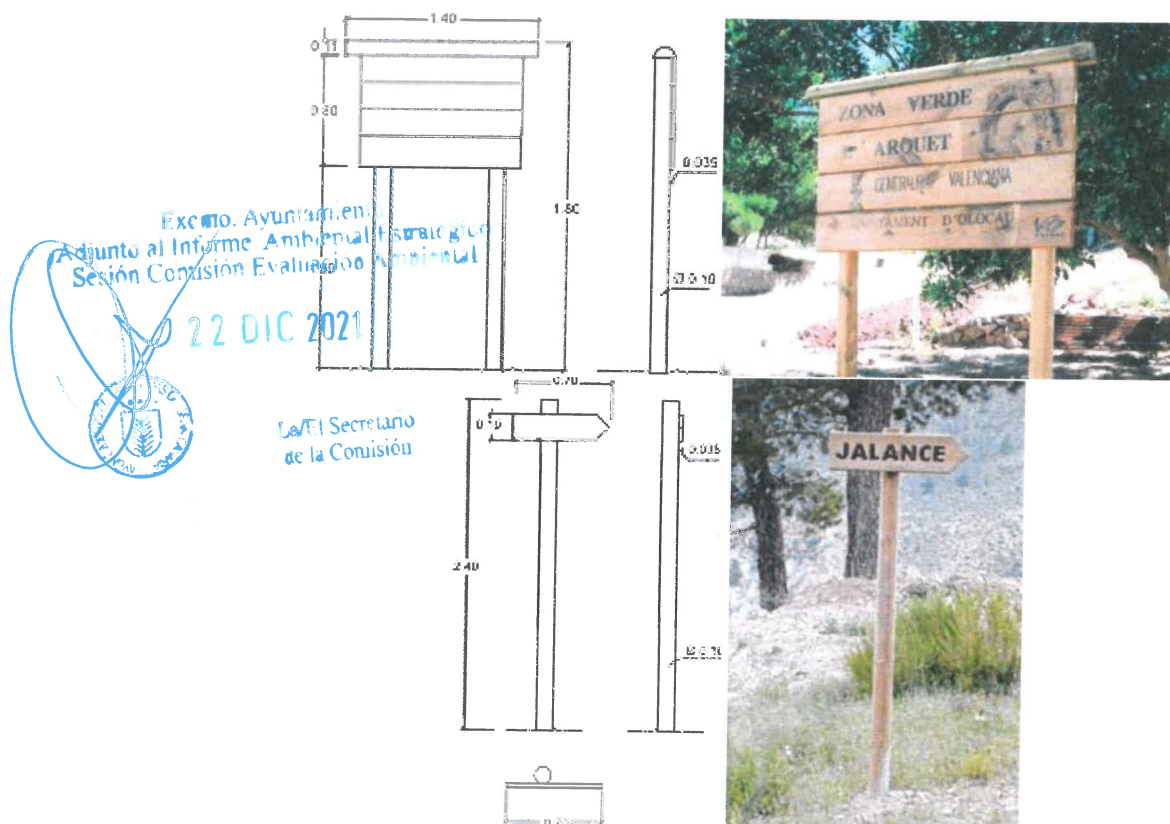 1.40
0.11
0.80
0.035
1.80
Ø 0.10
Excmo. Ayuntamiento
Adjunto al Informe Ambiental Estratégico
Sesión Comisión Evaluación Ambiental
22 DIC 2021
La/El Secretario
de la Comisión
ZONA VERDE
ARQUET
GENERALITAT VALENCIANA
D'OLOCAU
0.70
0.035
2.40
JALANCE